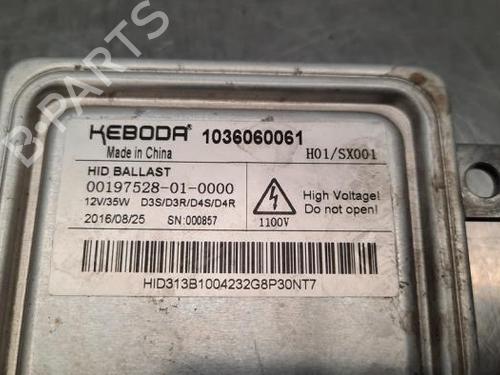 KEBODA® 1036060061
Made in China
H01/SX001
HID BALLAST
00197528-01-0000
12V/35W D3S/D3R/D4S/D4R
2016/08/25 SN:000857
High Voltage!
Do not open!
1100V
HID313B1004232G8P30NT7
B-PARTS